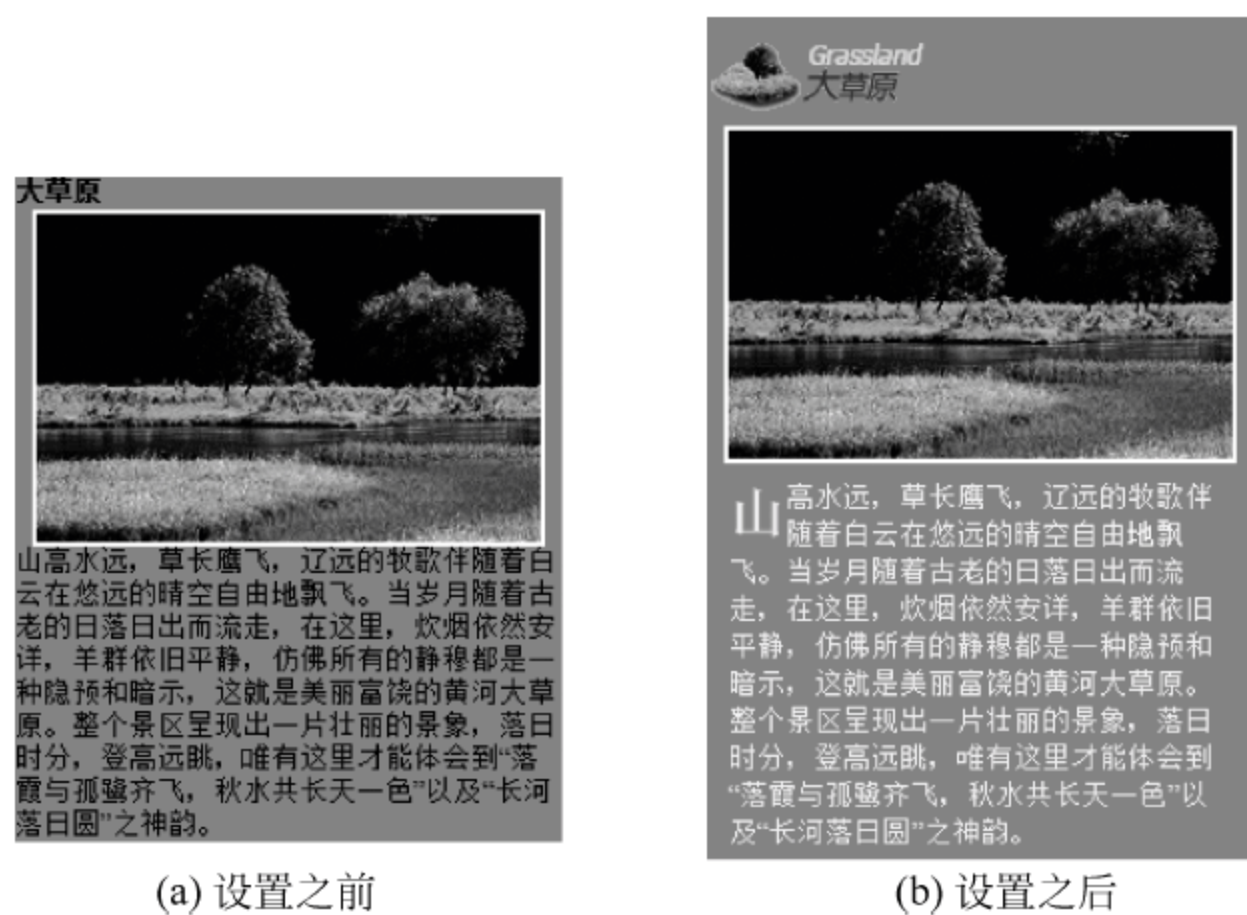 大草原
山高水远，草长鹰飞，辽远的牧歌伴随着白
云在悠远的晴空自由地飘飞。当岁月随着古
老的日落日出而流走，在这里，炊烟依然安
详，羊群依旧平静，仿佛所有的静穆都是一
种隐预和暗示，这就是美丽富饶的黄河大草
原。整个景区呈现出一片壮丽的景象，落日
时分，登高远眺，唯有这里才能体会到“落
霞与孤鹭齐飞，秋水共长天一色”以及“长河
落日圆”之神韵。
(a) 设置之前
Grassland
大草原
山高水远，草长鹰飞，辽远的牧歌伴
随着白云在悠远的晴空自由地飘
飞。当岁月随着古老的日落日出而流
走，在这里，炊烟依然安详，羊群依旧
平静，仿佛所有的静穆都是一种隐预和
暗示，这就是美丽富饶的黄河大草原。
整个景区呈现出一片壮丽的景象，落日
时分，登高远眺，唯有这里才能体会到
“落霞与孤鹭齐飞，秋水共长天一色”以
及“长河落日圆”之神韵。
(b) 设置之后